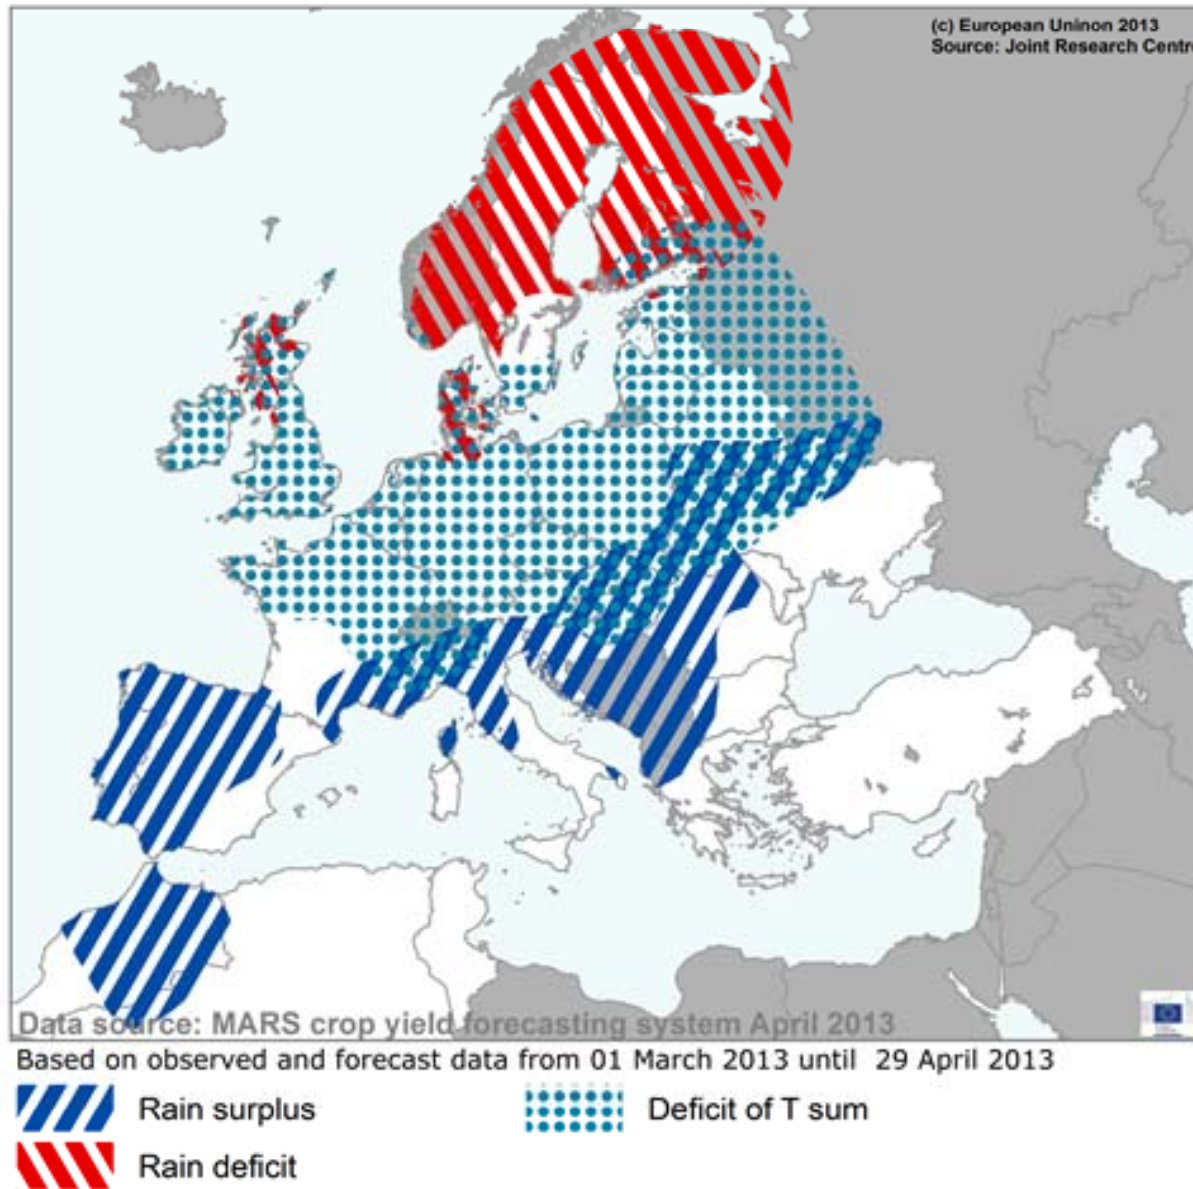 (c) European Uninon 2013
Source: Joint Research Centre
Data source: MARS crop yield forecasting system April 2013
Based on observed and forecast data from 01 March 2013 until 29 April 2013
Rain surplus
Deficit of T sum
Rain deficit